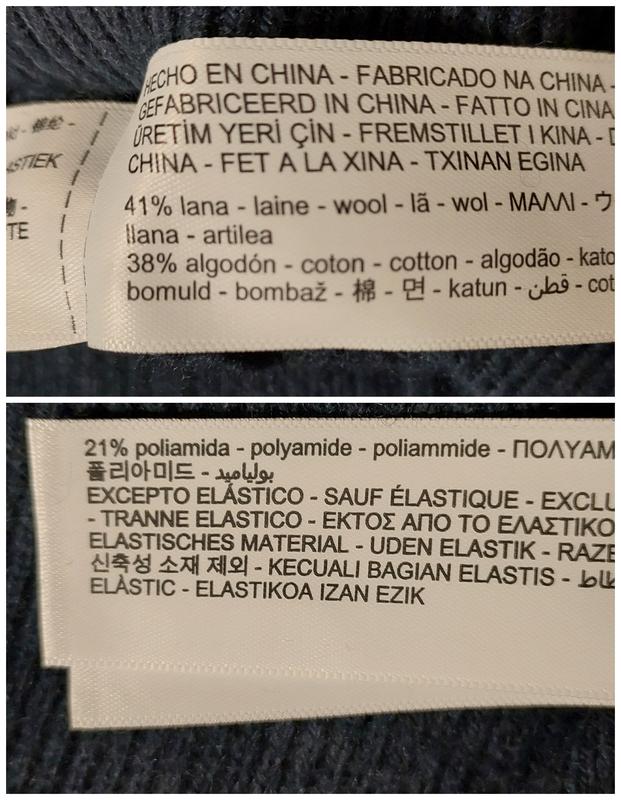 HECHO EN CHINA - FABRICADO NA CHINA -
GEFABRICEERD IN CHINA - FATTO IN CINA
ÜRETİM YERİ ÇİN - FREMSTILLET I KINA -
CHINA - FET A LA XINA - TXINAN EGINA
41% lana - laine - wool - lã - wol - ΜΑΛΛΙ - ウ
llana - artilea
38% algodón - coton - cotton - algodão - kato
bomuld - bombaž - 棉 - 면 - katun - قطن - cot
ASTIEK
TE
21% poliamida - polyamide - poliammide - ΠΟΛΥΑΜ
폴리아미드 - بولياميد
EXCEPTO ELÁSTICO - SAUF ÉLASTIQUE - EXCLU
- TRANNE ELASTICO - ΕΚΤΟΣ ΑΠΟ ΤΟ ΕΛΑΣΤΙΚΟ
ELASTISCHES MATERIAL - UDEN ELASTIK - RAZE
신축성 소재 제외 - KECUALI BAGIAN ELASTIS -
ELÀSTIC - ELASTIKOA IZAN EZIK